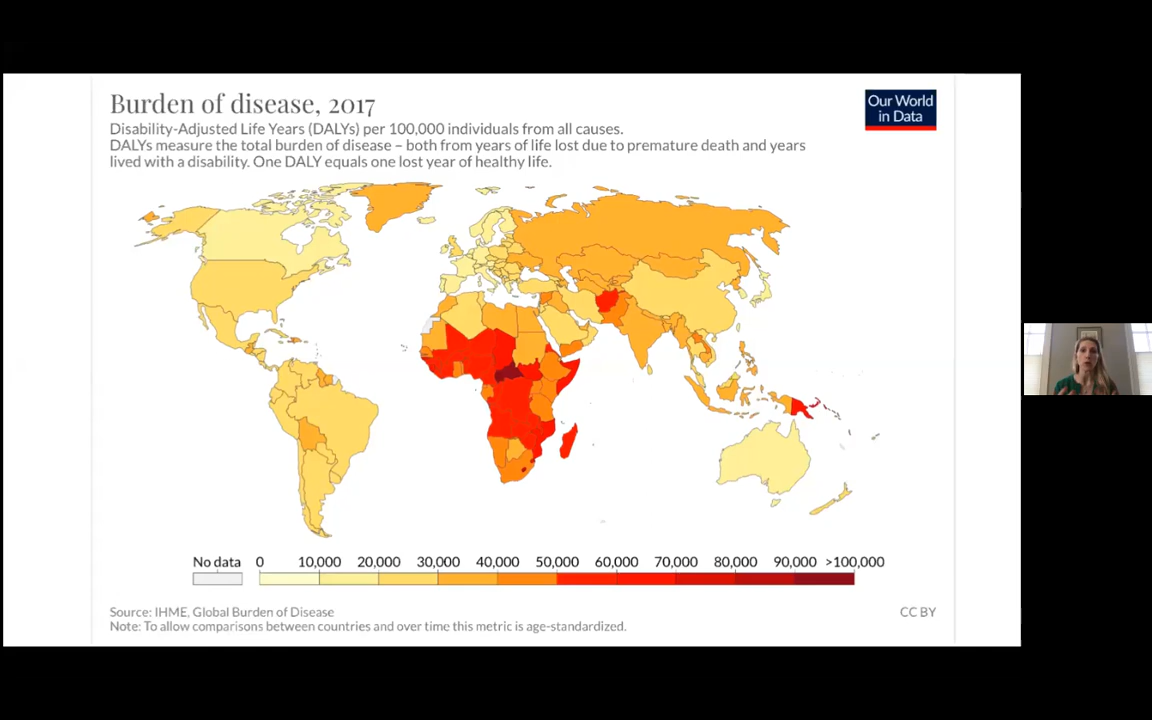 Burden of disease, 2017
Our World
in Data
Disability-Adjusted Life Years (DALYs) per 100,000 individuals from all causes.
DALYs measure the total burden of disease – both from years of life lost due to premature death and years
lived with a disability. One DALY equals one lost year of healthy life.
No data 0 10,000 20,000 30,000 40,000 50,000 60,000 70,000 80,000 90,000 >100,000
Source: IHME, Global Burden of Disease CC BY
Note: To allow comparisons between countries and over time this metric is age-standardized.